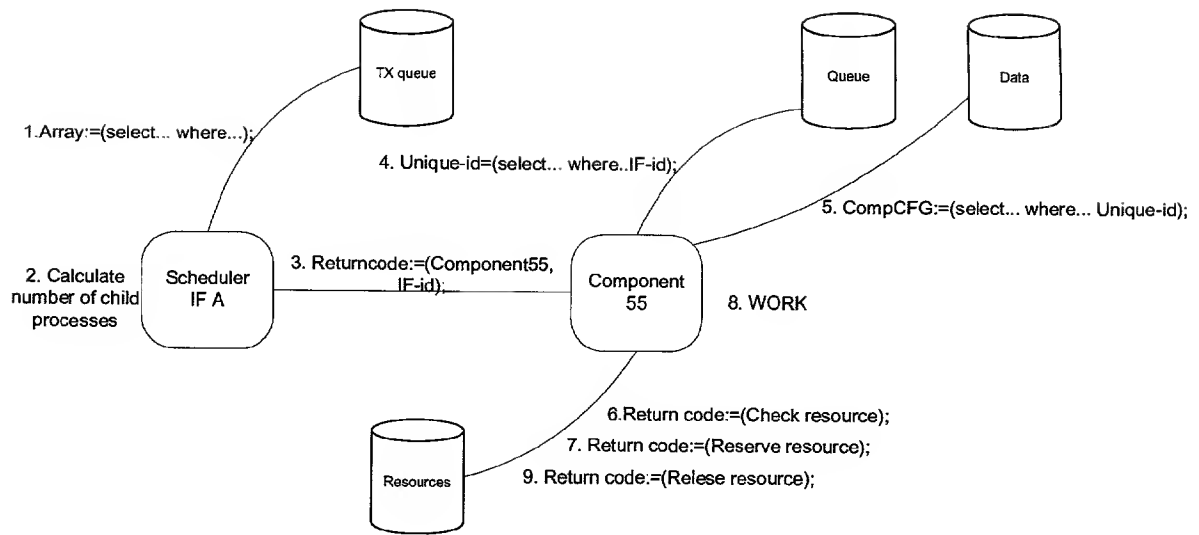 TX queue
Queue
Data
1.Array:=(select... where...);
4. Unique-id=(select... where..IF-id);
5. CompCFG:=(select... where... Unique-id);
2. Calculate
number of child
processes
Scheduler
IF A
3. Returncode:=(Component55,
IF-id);
Component
55
8. WORK
6.Return code:=(Check resource);
7. Return code:=(Reserve resource);
9. Return code:=(Relese resource);
Resources